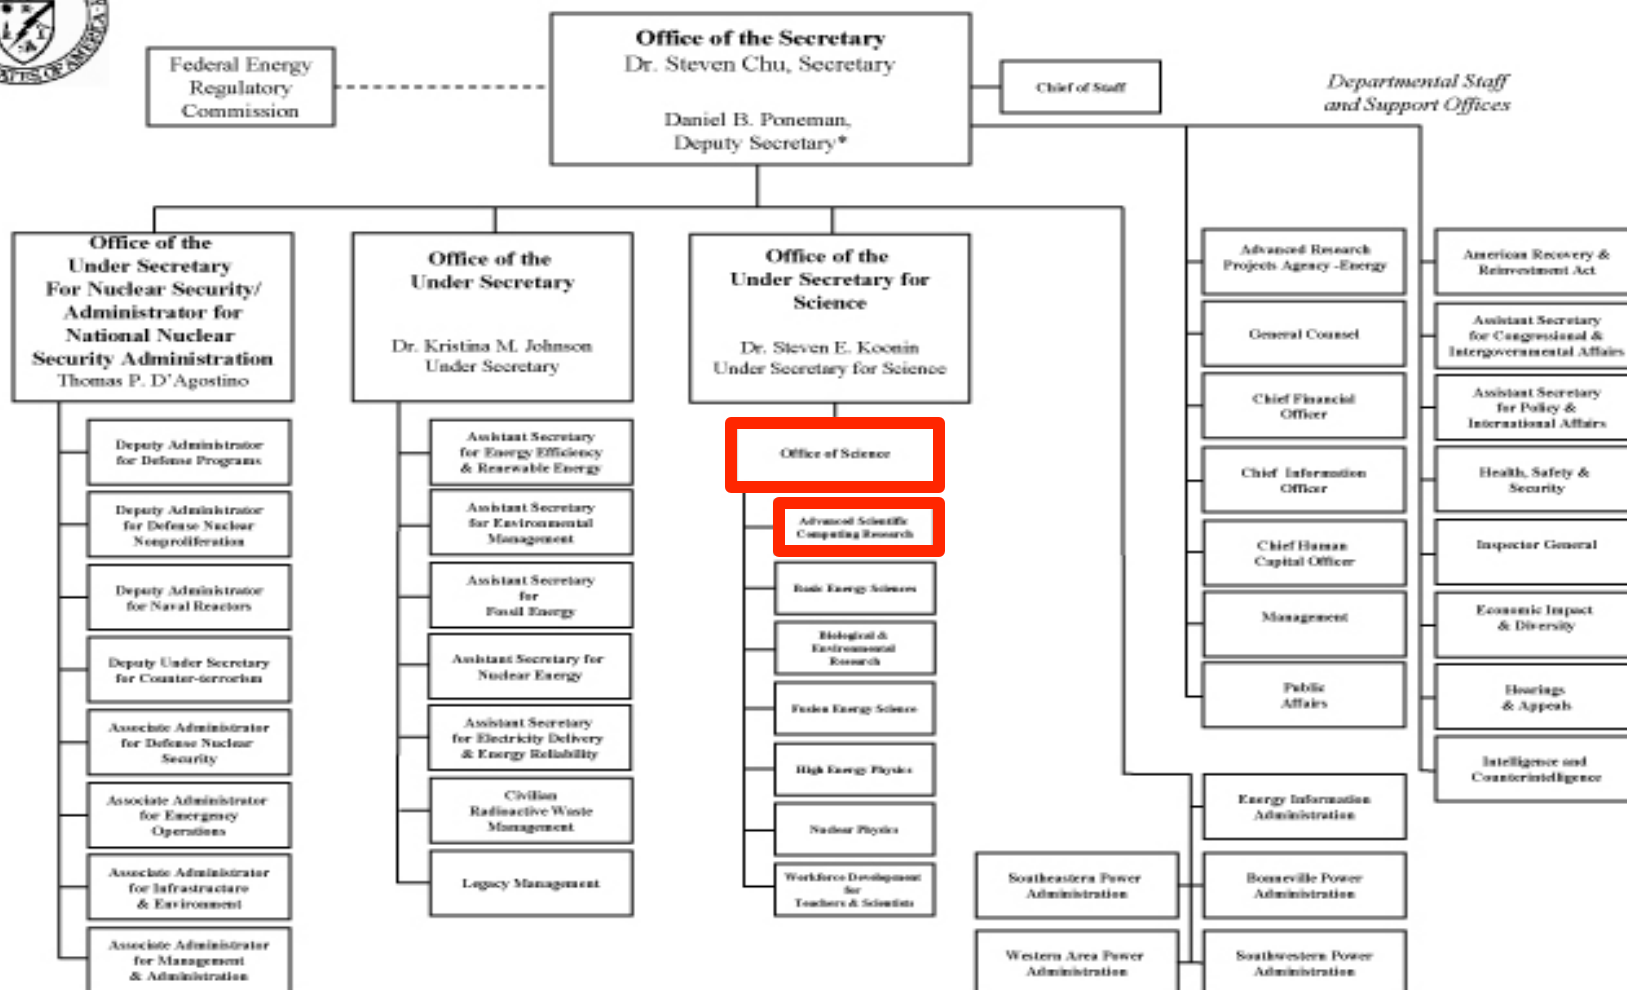 TATES OF AMERICA
Federal Energy
Regulatory
Commission
Office of the Secretary
Dr. Steven Chu, Secretary
Daniel B. Poneman,
Deputy Secretary*
Chief of Staff
Departmental Staff
and Support Offices
Office of the
Under Secretary
For Nuclear Security/
Administrator for
National Nuclear
Security Administration
Thomas P. D'Agostino
Deputy Administrator
for Defense Programs
Deputy Administrator
for Defense Nuclear
Nonproliferation
Deputy Administrator
for Naval Reactors
Deputy Under Secretary
for Counter-terrorism
Associate Administrator
for Defense Nuclear
Security
Associate Administrator
for Emergency
Operations
Associate Administrator
for Infrastructure
& Environment
Associate Administrator
for Management
& Administration
Office of the
Under Secretary
Dr. Kristina M. Johnson
Under Secretary
Assistant Secretary
for Energy Efficiency
& Renewable Energy
Assistant Secretary
for Environmental
Management
Assistant Secretary
for
Fossil Energy
Assistant Secretary for
Nuclear Energy
Assistant Secretary
for Electricity Delivery
& Energy Reliability
Civilian
Radioactive Waste
Management
Legacy Management
Office of the
Under Secretary for
Science
Dr. Steven E. Koonin
Under Secretary for Science
Office of Science
Advanced Scientific
Computing Research
Basic Energy Sciences
Biological &
Environmental
Research
Fusion Energy Science
High Energy Physics
Nuclear Physics
Workforce Development
for
Teachers & Scientists
Advanced Research
Projects Agency -Energy
General Counsel
Chief Financial
Officer
Chief Information
Officer
Chief Human
Capital Officer
Management
Public
Affairs
American Recovery &
Reinvestment Act
Assistant Secretary
for Congressional &
Intergovernmental Affairs
Assistant Secretary
for Policy &
International Affairs
Health, Safety &
Security
Inspector General
Economic Impact
& Diversity
Hearings
& Appeals
Intelligence and
Counterintelligence
Energy Information
Administration
Southeastern Power
Administration
Bonneville Power
Administration
Western Area Power
Administration
Southwestern Power
Administration